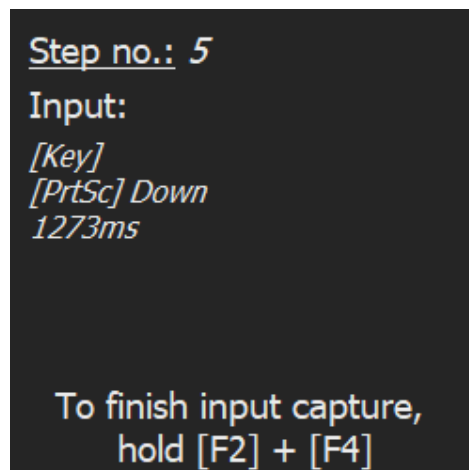 Step no.: 5
Input:
[Key]
[PrtSc] Down
1273ms
To finish input capture,
hold [F2] + [F4]